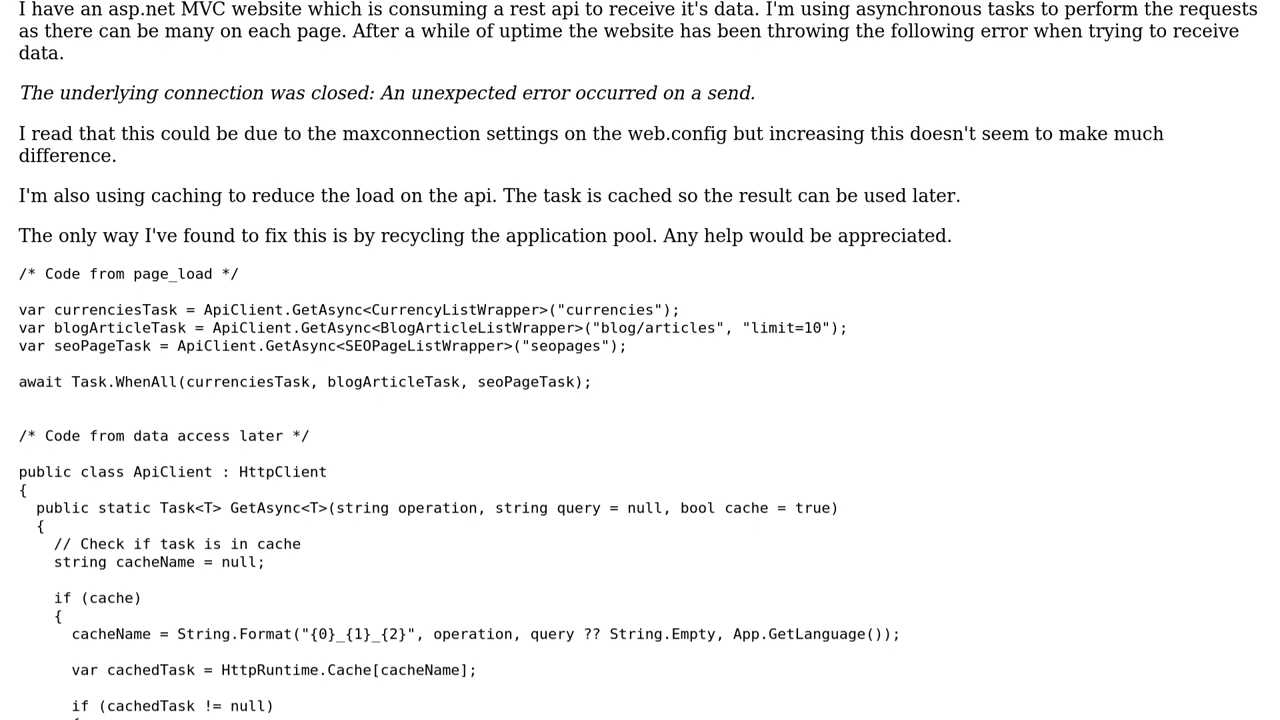 I have an asp.net MVC website which is consuming a rest api to receive it's data. I'm using asynchronous tasks to perform the requests
as there can be many on each page. After a while of uptime the website has been throwing the following error when trying to receive
data.
The underlying connection was closed: An unexpected error occurred on a send.
I read that this could be due to the maxconnection settings on the web.config but increasing this doesn't seem to make much
difference.
I'm also using caching to reduce the load on the api. The task is cached so the result can be used later.
The only way I've found to fix this is by recycling the application pool. Any help would be appreciated.
/* Code from page_load */
var currenciesTask = ApiClient.GetAsync<CurrencyListWrapper>("currencies");
var blogArticleTask = ApiClient.GetAsync<BlogArticleListWrapper>("blog/articles", "limit=10");
var seoPageTask = ApiClient.GetAsync<SEOPageListWrapper>("seopages");
await Task.WhenAll(currenciesTask, blogArticleTask, seoPageTask);
/* Code from data access later */
public class ApiClient : HttpClient
{
  public static Task<T> GetAsync<T>(string operation, string query = null, bool cache = true)
  {
    // Check if task is in cache
    string cacheName = null;
    if (cache)
    {
      cacheName = String.Format("{0}_{1}_{2}", operation, query ?? String.Empty, App.GetLanguage());
      var cachedTask = HttpRuntime.Cache[cacheName];
      if (cachedTask != null)